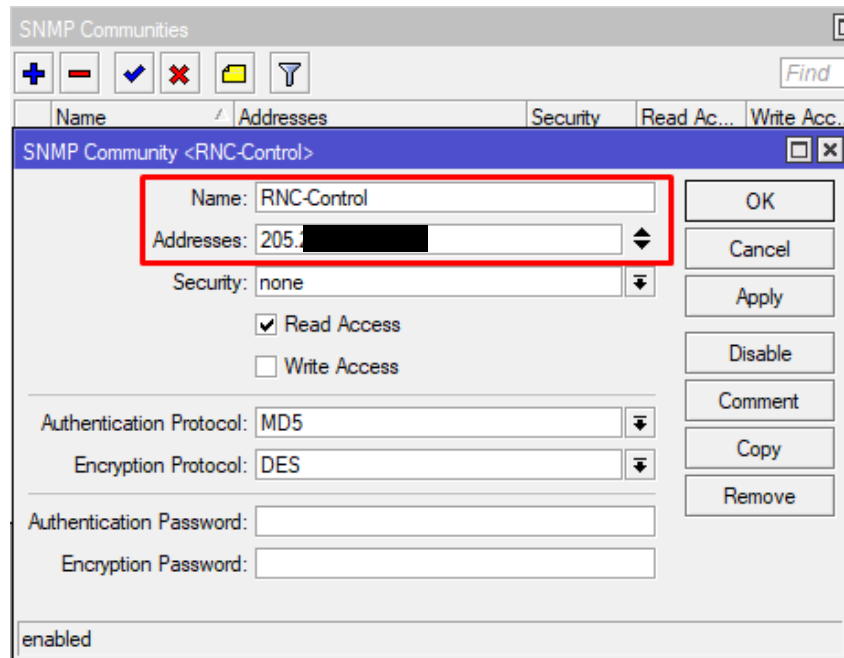 SNMP Communities
Find
Name Addresses Security Read Ac... Write Acc...
SNMP Community <RNC-Control>
Name: RNC-Control
Addresses: 205.
Security: none
Read Access
Write Access
Authentication Protocol: MD5
Encryption Protocol: DES
Authentication Password:
Encryption Password:
OK
Cancel
Apply
Disable
Comment
Copy
Remove
enabled